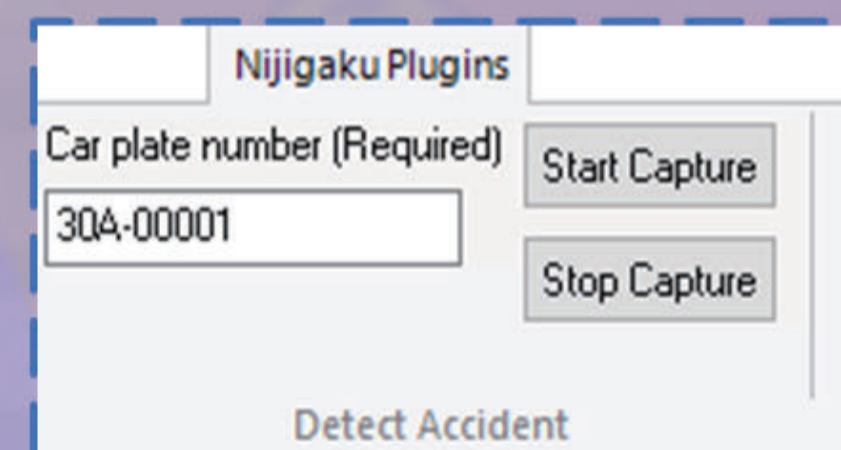 Nijigaku Plugins
Car plate number (Required)
30A-00001
Start Capture
Stop Capture
Detect Accident